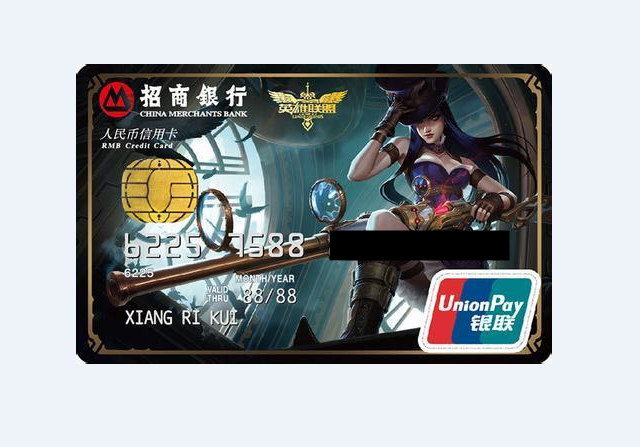 招商銀行
CHINA MERCHANTS BANK
英雄联盟
人民币信用卡
RMB Credit Card
6225 7588
6225
MONTH/YEAR
VALID THRU 88/88
XIANG RI KUI
UnionPay
银联